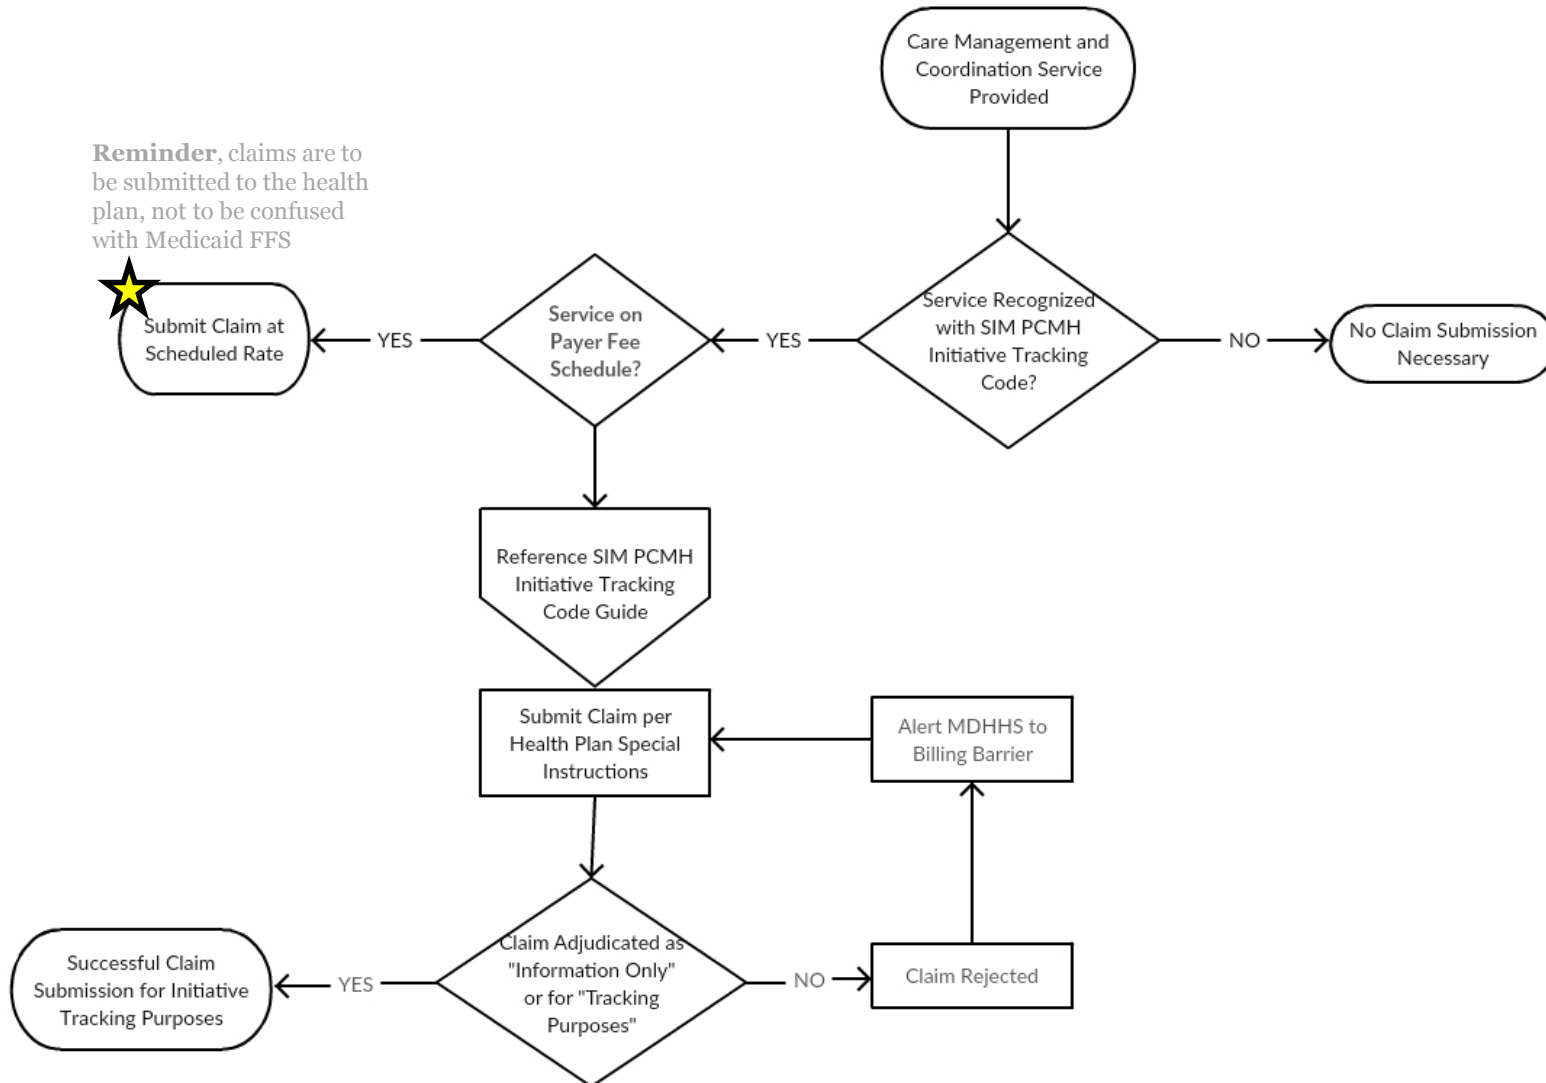 Care Management and
Coordination Service
Provided
Reminder, claims are to
be submitted to the health
plan, not to be confused
with Medicaid FFS
Submit Claim at
Scheduled Rate
YES
Service on
Payer Fee
Schedule?
YES
Service Recognized
with SIM PCMH
Initiative Tracking
Code?
NO
No Claim Submission
Necessary
Reference SIM PCMH
Initiative Tracking
Code Guide
Submit Claim per
Health Plan Special
Instructions
Alert MDHHS to
Billing Barrier
Successful Claim
Submission for Initiative
Tracking Purposes
YES
Claim Adjudicated as
"Information Only"
or for "Tracking
Purposes"
NO
Claim Rejected